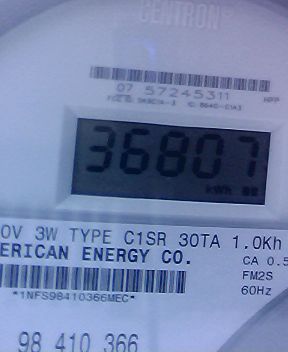 CENTRON
07 57245311
36807
kWh
0V 3W TYPE C1SR 30TA 1.0Kh
ERICAN ENERGY CO.
CA 0.5
FM2S
*1NFS98410366MEC*
60Hz
98 410 366